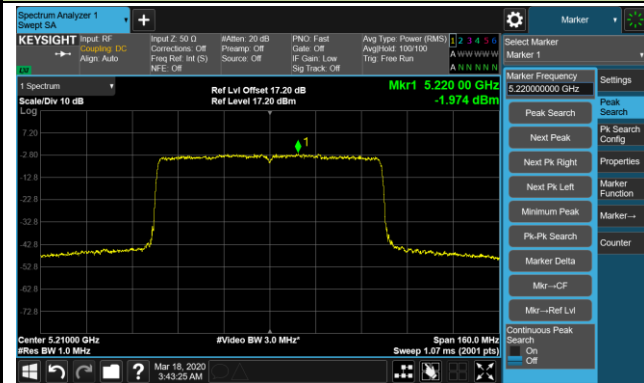 Spectrum Analyzer 1
Swept SA
Marker
KEYSIGHT
Input: RF
Coupling: DC
Align: Auto
Input Z: 50 Ω
Corrections: Off
Freq Ref: Int (S)
NFE: Off
#Atten: 20 dB
Preamp: Off
Source: Off
PNO: Fast
Gate: Off
IF Gain: Low
Sig Track: Off
Avg Type: Power (RMS)
Avg|Hold: 100/100
Trig: Free Run
1 2 3 4 5 6
A W W W W W
A N N N N N
Select Marker
Marker 1
1 Spectrum
Scale/Div 10 dB
Log
Ref Lvl Offset 17.20 dB
Ref Level 17.20 dBm
Mkr1 5.220 00 GHz
-1.974 dBm
1
7.20
-2.80
-12.8
-22.8
-32.8
-42.8
-52.8
-62.8
-72.8
Center 5.21000 GHz
#Res BW 1.0 MHz
#Video BW 3.0 MHz*
Span 160.0 MHz
Sweep 1.07 ms (2001 pts)
Marker Frequency
5.220000000 GHz
Peak Search
Next Peak
Next Pk Right
Next Pk Left
Minimum Peak
Pk-Pk Search
Marker Delta
Mkr→CF
Mkr→Ref Lvl
Continuous Peak
Search
On
Off
Settings
Peak
Search
Pk Search
Config
Properties
Marker
Function
Marker→
Counter
Mar 18, 2020
3:43:25 AM